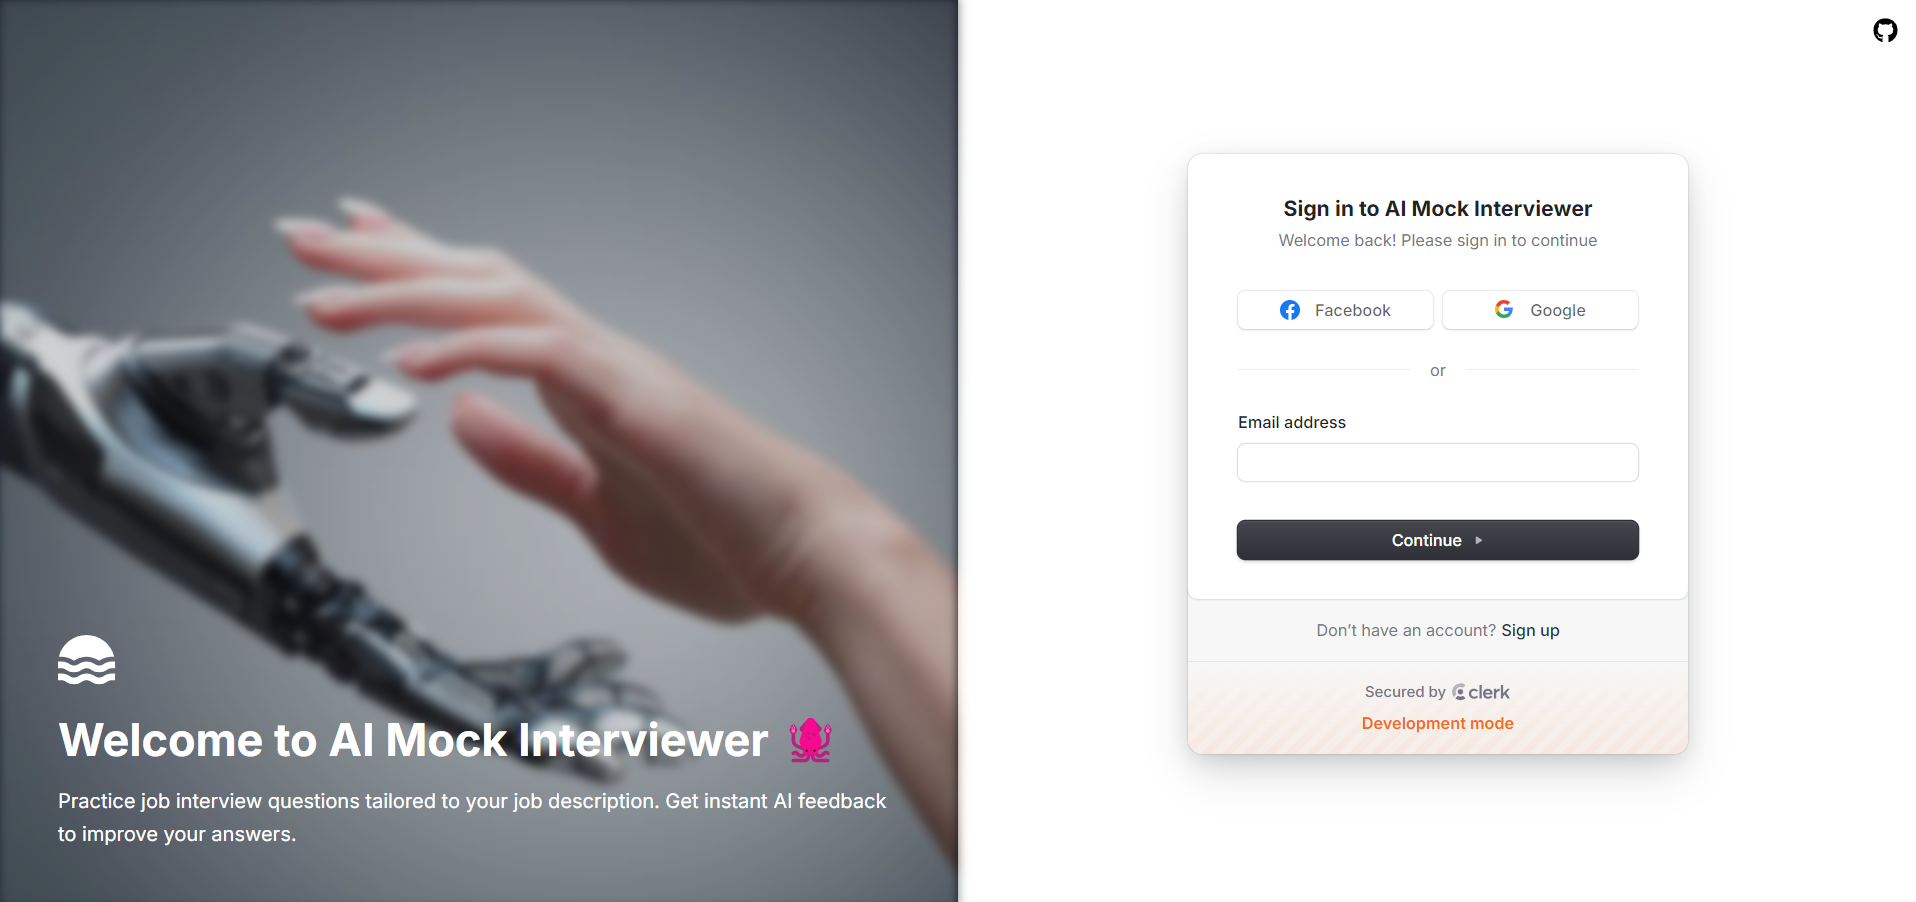 Welcome to AI Mock Interviewer
Practice job interview questions tailored to your job description. Get instant AI feedback
to improve your answers.
Sign in to AI Mock Interviewer
Welcome back! Please sign in to continue
Facebook
Google
or
Email address
Continue
Don’t have an account? Sign up
Secured by clerk
Development mode